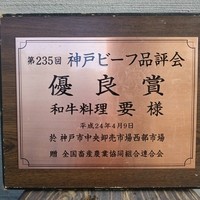 第235回 神戸ビーフ品評会
優良賞
和牛料理 要 様
平成24年4月9日
於 神戸市中央卸売市場西部市場
贈 全国畜産農業協同組合連合会